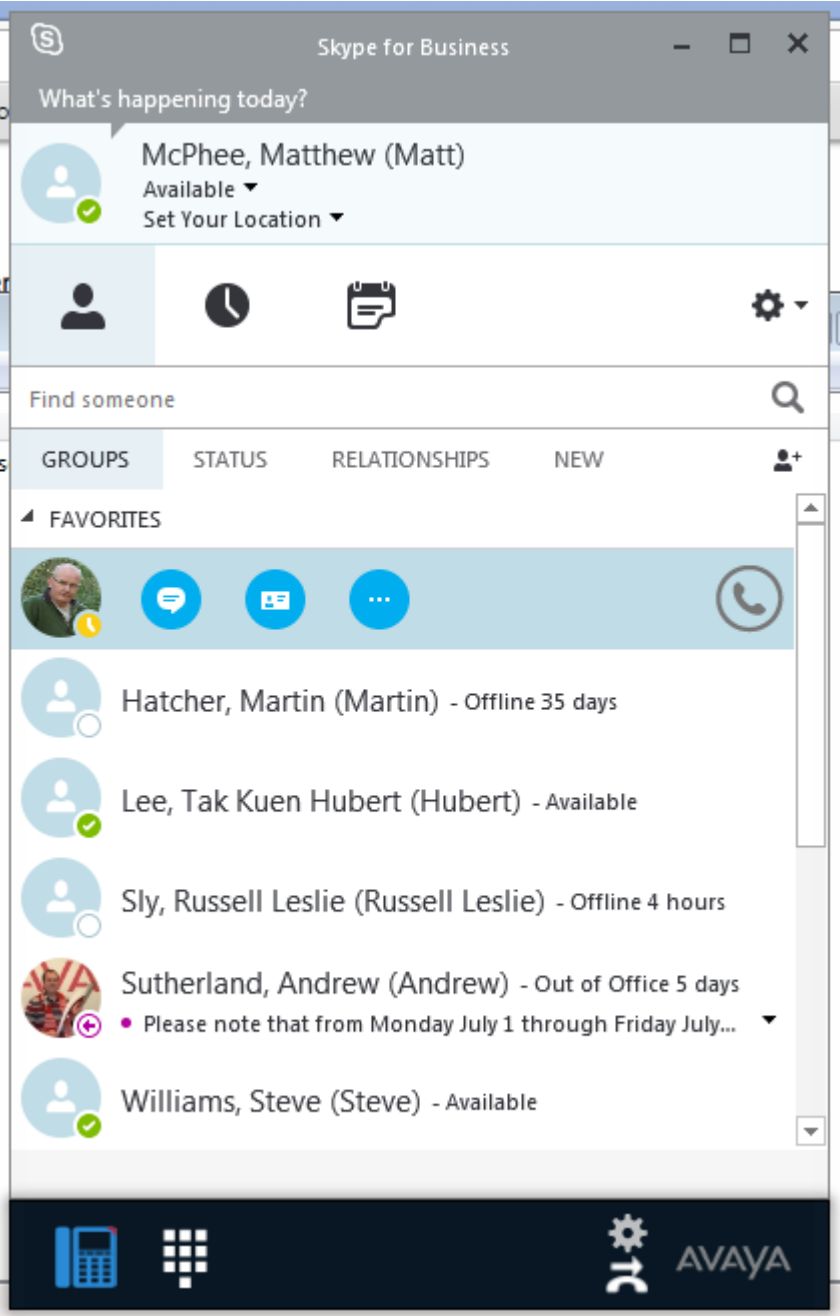 Skype for Business
What's happening today?
McPhee, Matthew (Matt)
Available
Set Your Location
Find someone
GROUPS STATUS RELATIONSHIPS NEW
FAVORITES
Hatcher, Martin (Martin) - Offline 35 days
Lee, Tak Kuen Hubert (Hubert) - Available
Sly, Russell Leslie (Russell Leslie) - Offline 4 hours
Sutherland, Andrew (Andrew) - Out of Office 5 days
• Please note that from Monday July 1 through Friday July...
Williams, Steve (Steve) - Available
AVAYA